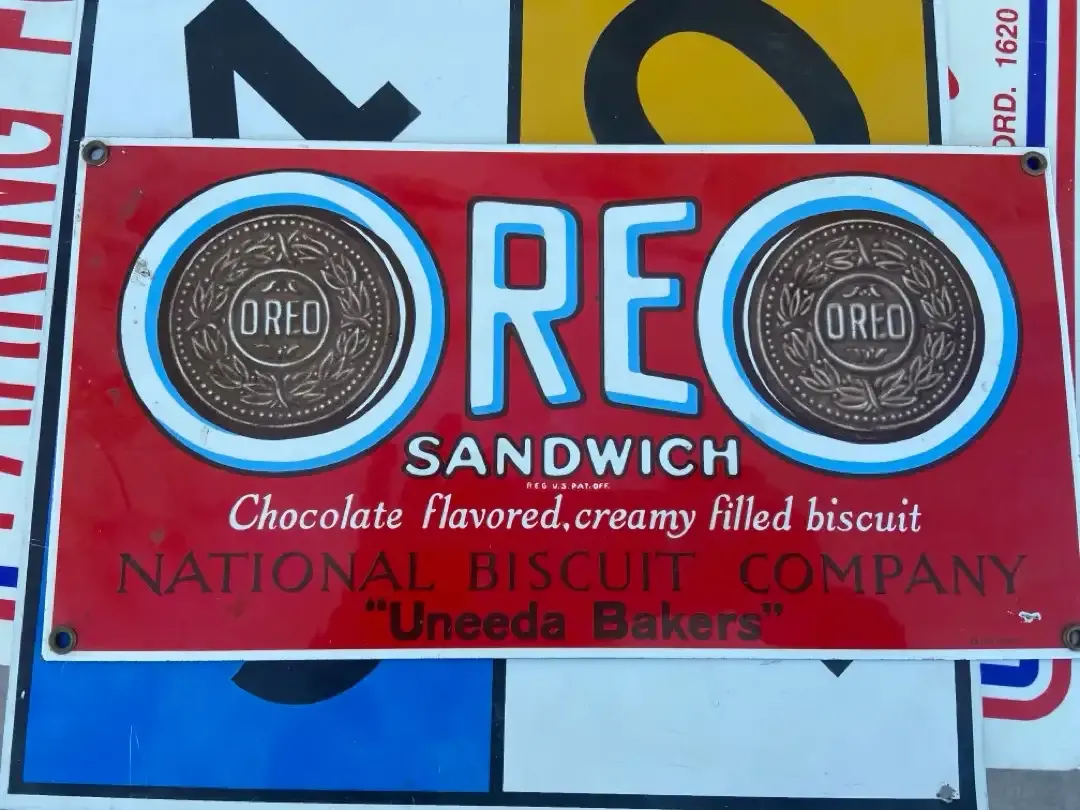 ORD. 1620
OREO
OREO
OREO
SANDWICH
REG. U.S. PAT. OFF.
Chocolate flavored, creamy filled biscuit
NATIONAL BISCUIT COMPANY
"Uneeda Bakers"